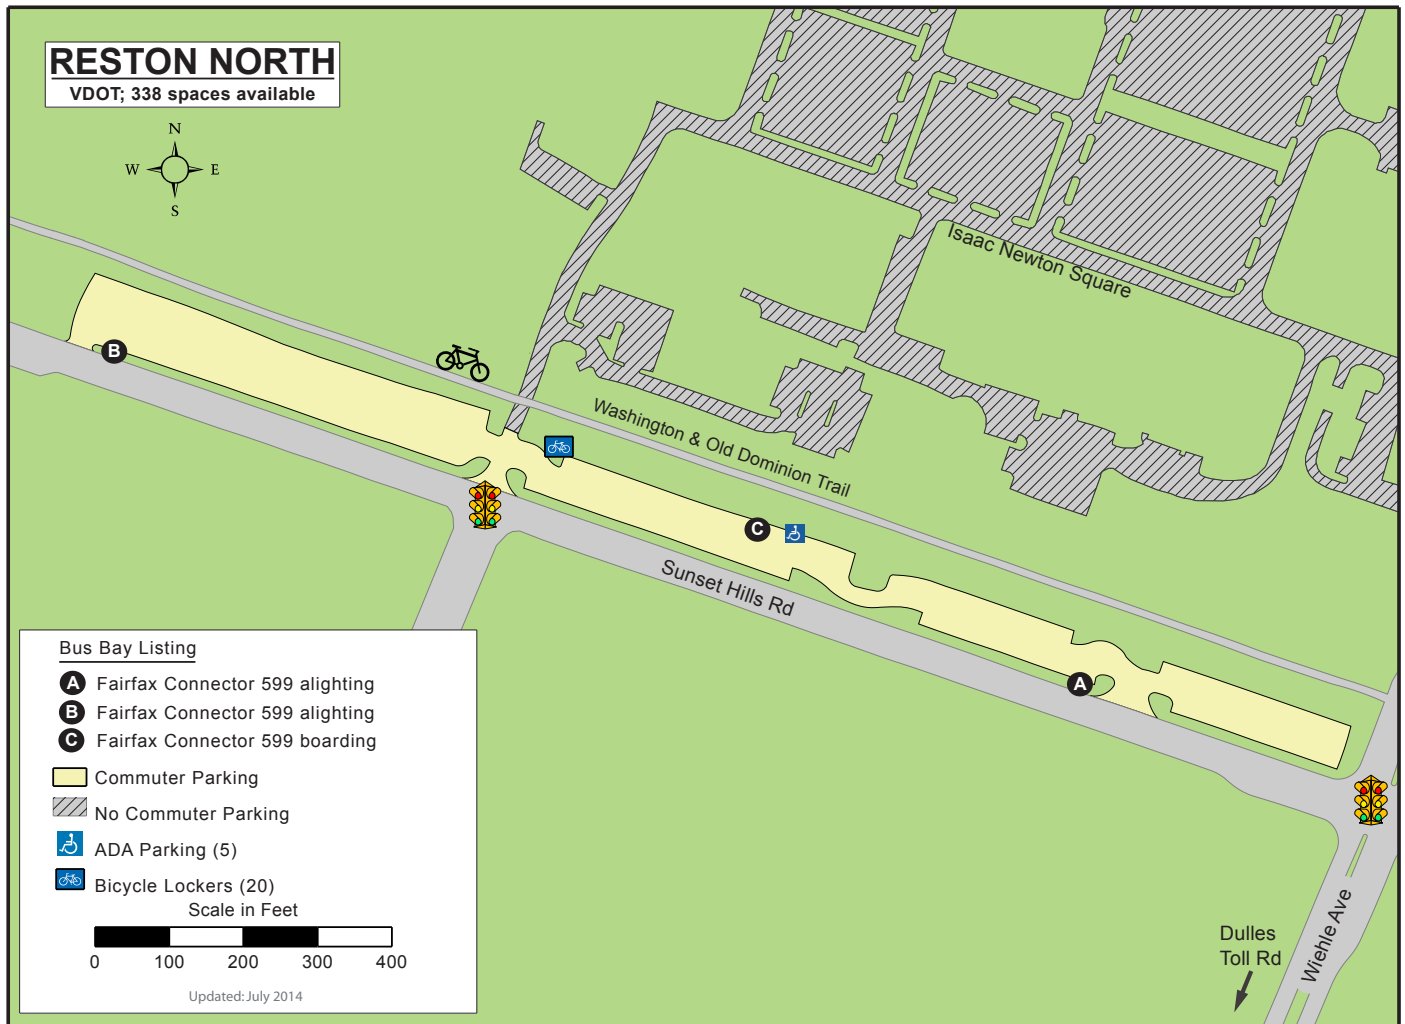 RESTON NORTH
VDOT; 338 spaces available
N
W E
S
Isaac Newton Square
B
Washington & Old Dominion Trail
C
Sunset Hills Rd
A
Bus Bay Listing
A Fairfax Connector 599 alighting
B Fairfax Connector 599 alighting
C Fairfax Connector 599 boarding
Commuter Parking
No Commuter Parking
ADA Parking (5)
Bicycle Lockers (20)
Scale in Feet
0 100 200 300 400
Updated: July 2014
Dulles
Toll Rd
Wiehle Ave